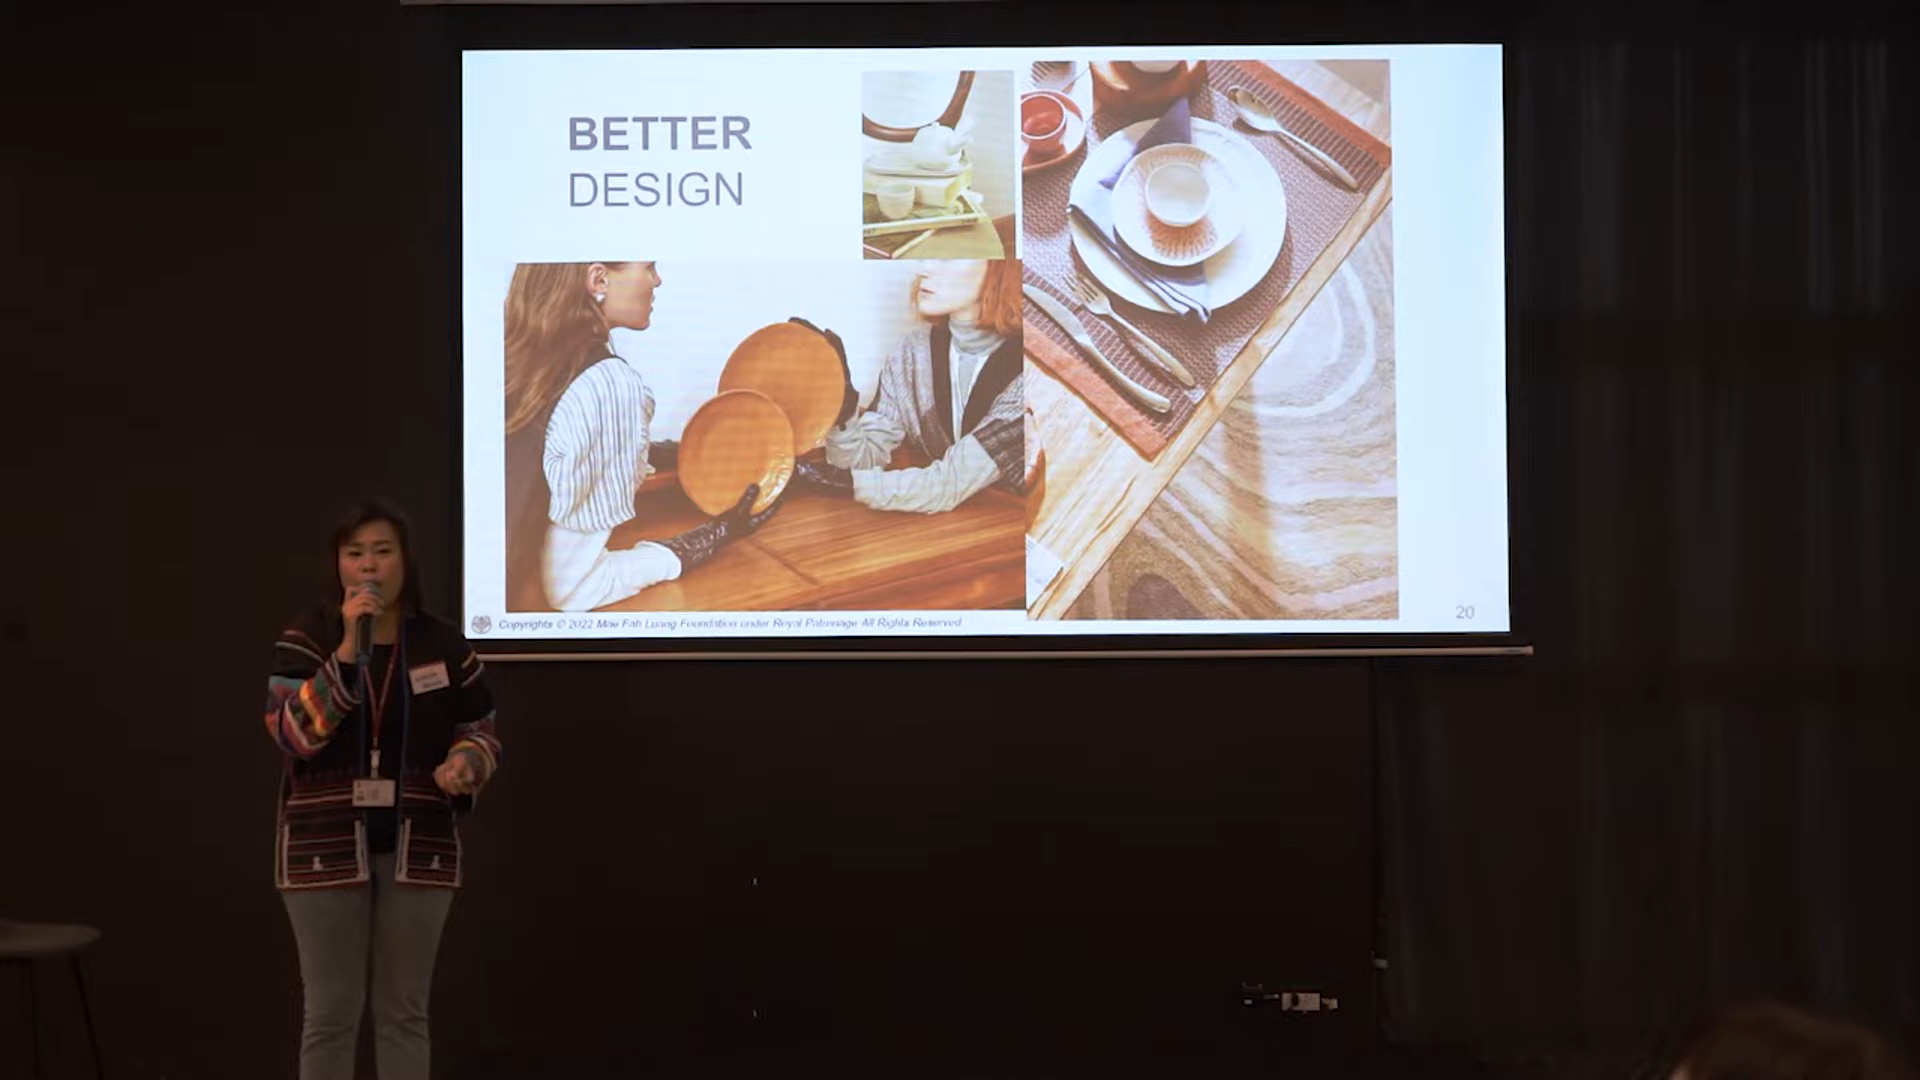 BETTER
DESIGN
Copyrights © 2022 Mae Fah Luang Foundation under Royal Patronage All Rights Reserved
20